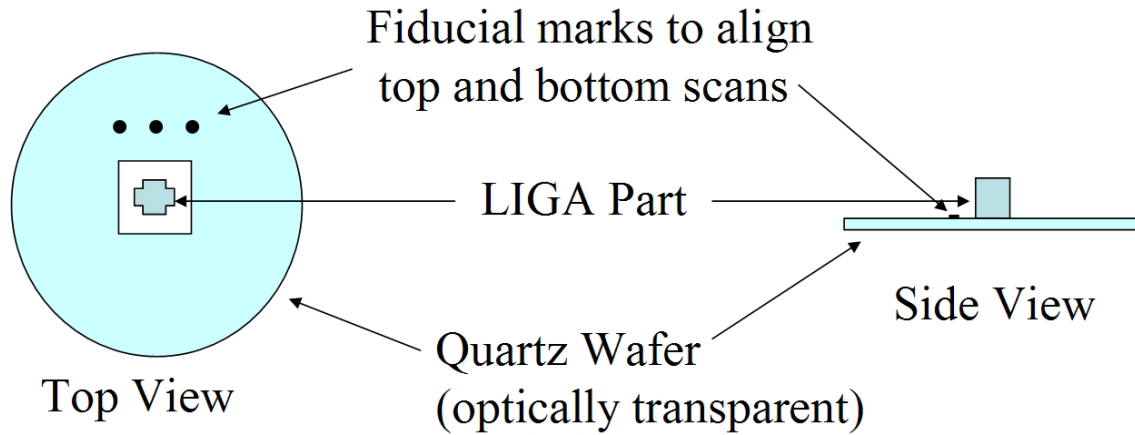 Fiducial marks to align
top and bottom scans
LIGA Part
Side View
Quartz Wafer
(optically transparent)
Top View